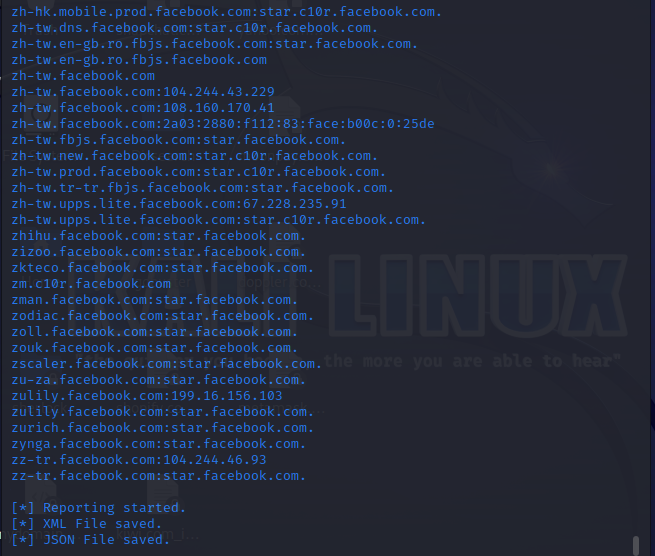 zh-hk.mobile.prod.facebook.com:star.c10r.facebook.com.
zh-tw.dns.facebook.com:star.c10r.facebook.com.
zh-tw.en-gb.ro.fbjs.facebook.com:star.facebook.com.
zh-tw.en-gb.ro.fbjs.facebook.com
zh-tw.facebook.com
zh-tw.facebook.com:104.244.43.229
zh-tw.facebook.com:108.160.170.41
zh-tw.facebook.com:2a03:2880:f112:83:face:b00c:0:25de
zh-tw.fbjs.facebook.com:star.facebook.com.
zh-tw.new.facebook.com:star.c10r.facebook.com.
zh-tw.prod.facebook.com:star.c10r.facebook.com.
zh-tw.tr-tr.fbjs.facebook.com:star.facebook.com.
zh-tw.upps.lite.facebook.com:67.228.235.91
zh-tw.upps.lite.facebook.com:star.c10r.facebook.com.
zhihu.facebook.com:star.facebook.com.
zizoo.facebook.com:star.facebook.com.
zkteco.facebook.com:star.facebook.com.
zm.c10r.facebook.com
zman.facebook.com:star.facebook.com.
zodiac.facebook.com:star.facebook.com.
zoll.facebook.com:star.facebook.com.
zouk.facebook.com:star.facebook.com.
zscaler.facebook.com:star.facebook.com.
zu-za.facebook.com:star.facebook.com.
zulily.facebook.com:199.16.156.103
zulily.facebook.com:star.facebook.com.
zurich.facebook.com:star.facebook.com.
zynga.facebook.com:star.facebook.com.
zz-tr.facebook.com:104.244.46.93
zz-tr.facebook.com:star.facebook.com.
[*] Reporting started.
[*] XML File saved.
[*] JSON File saved.
LINUX
the more you are able to hear"